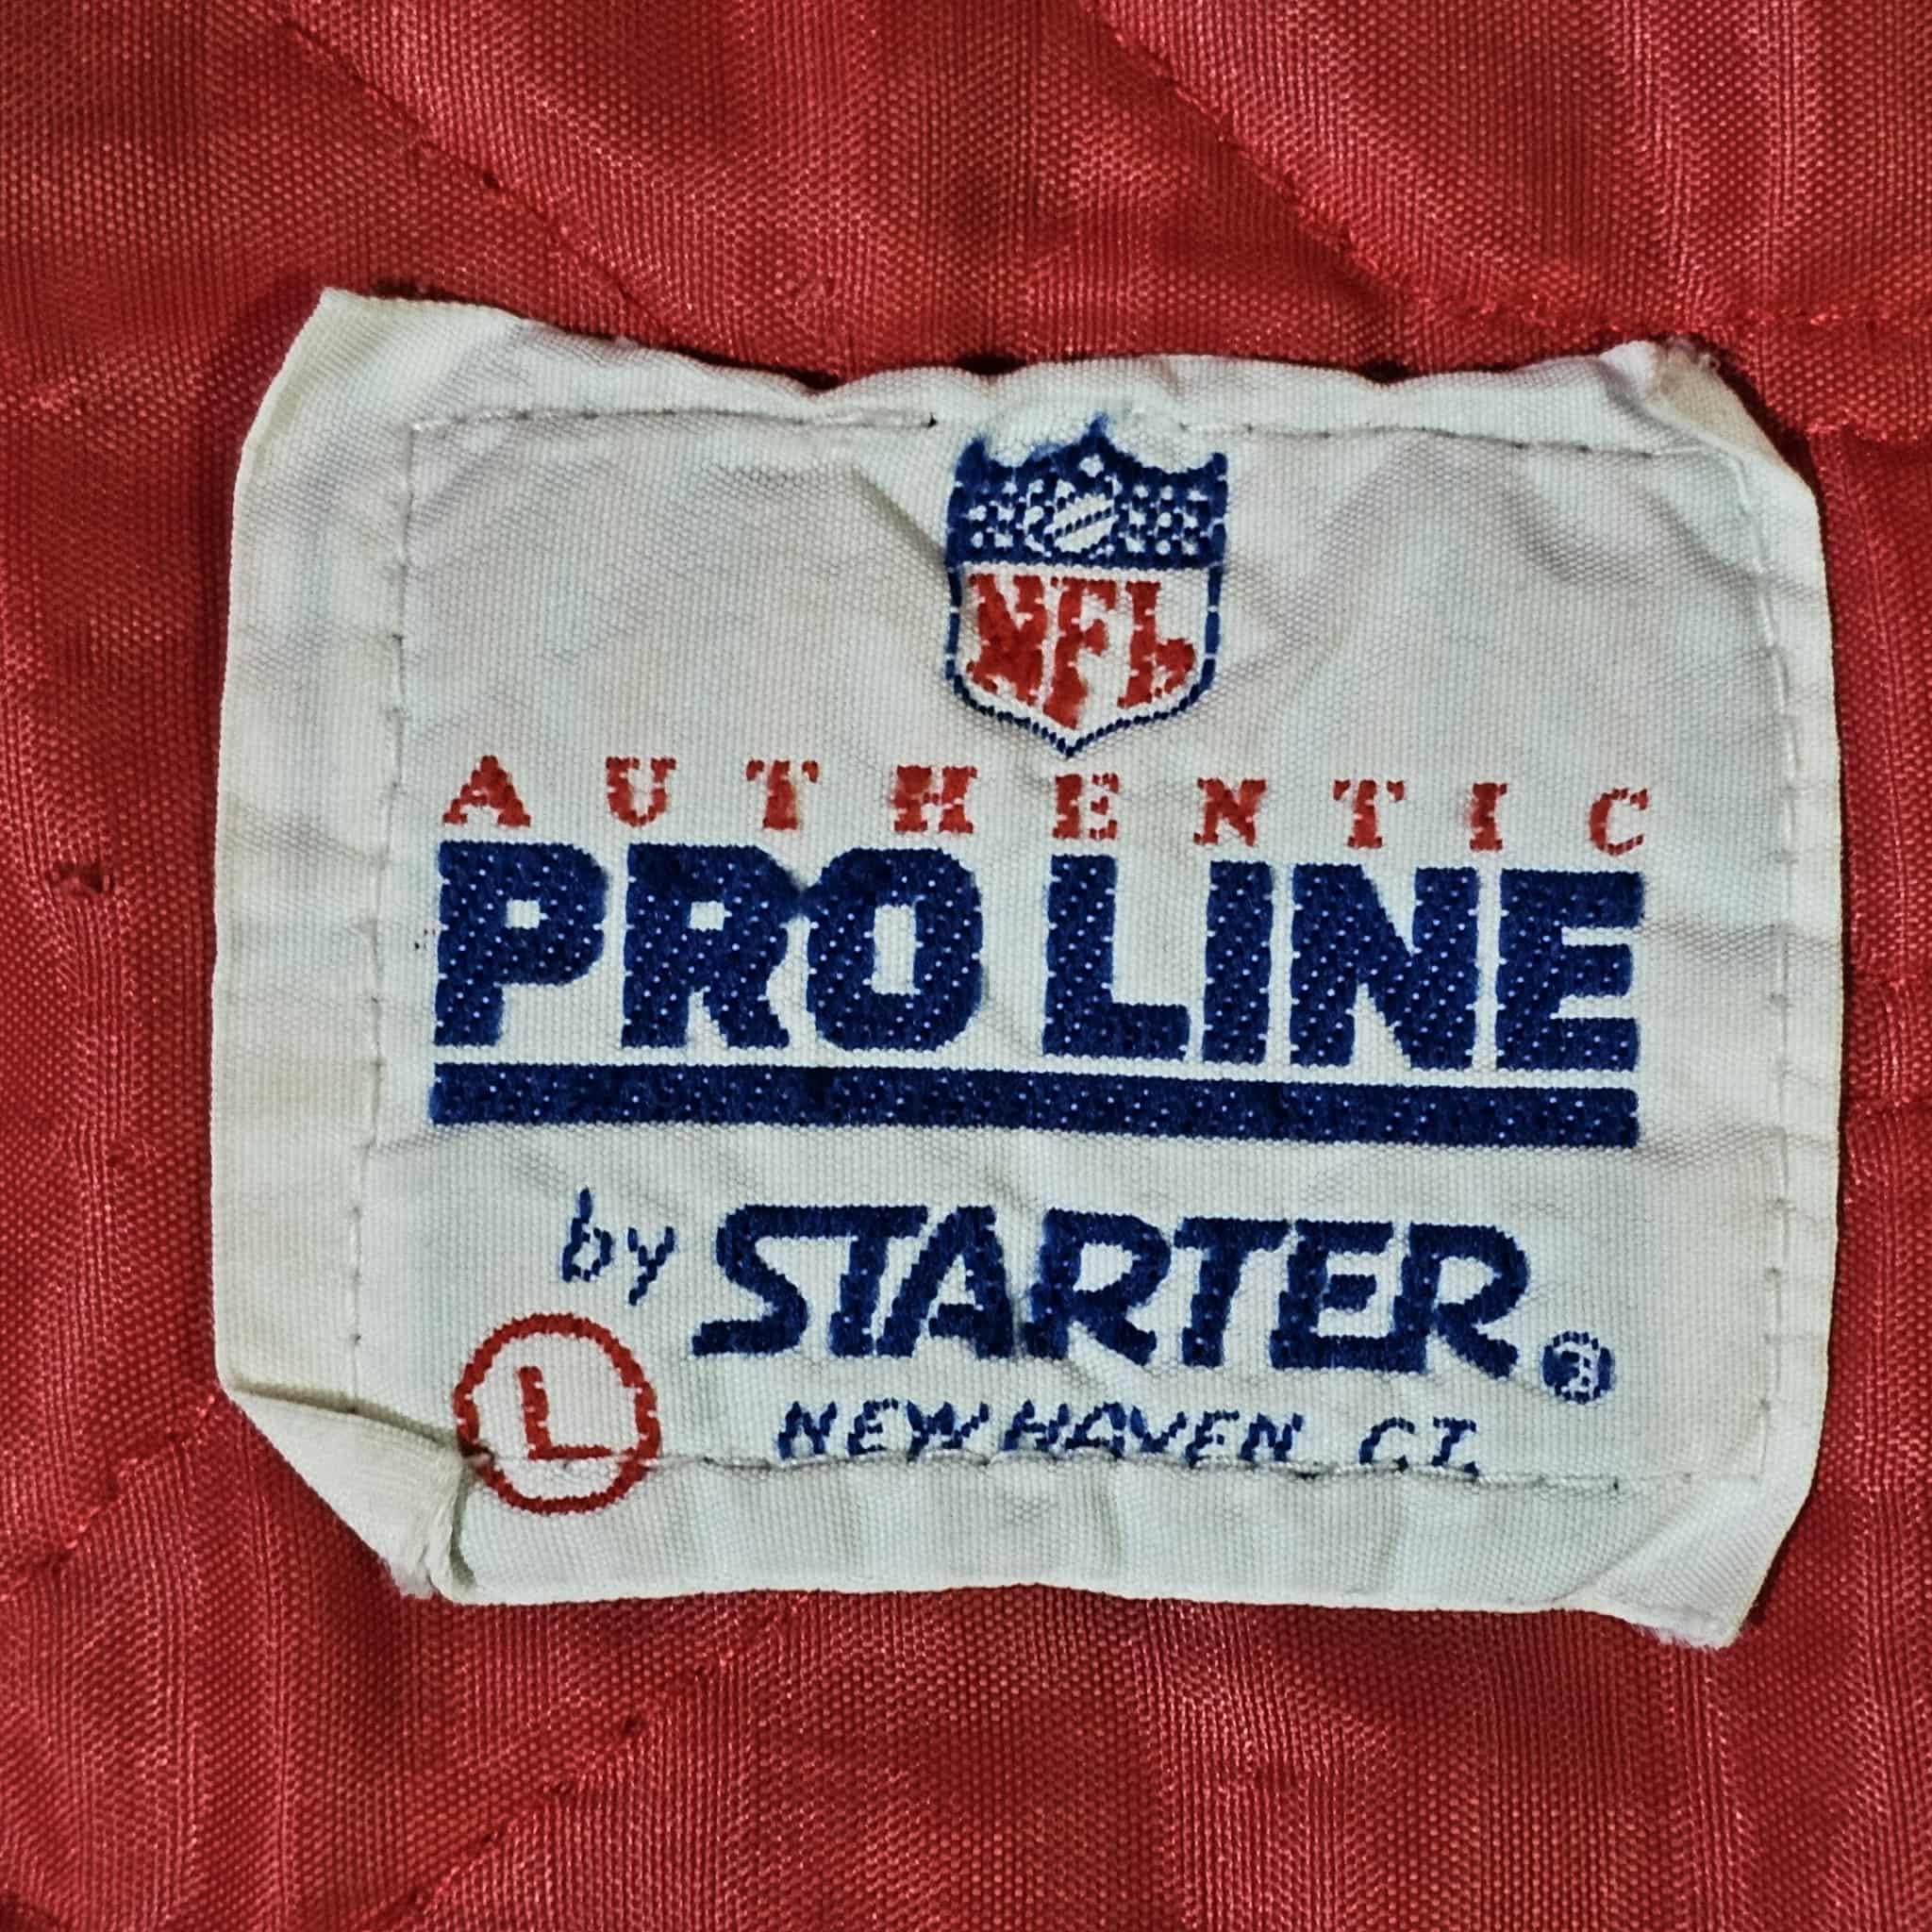 NFL
AUTHENTIC
PRO LINE
by STARTER®
L
NEW HAVEN, CT.